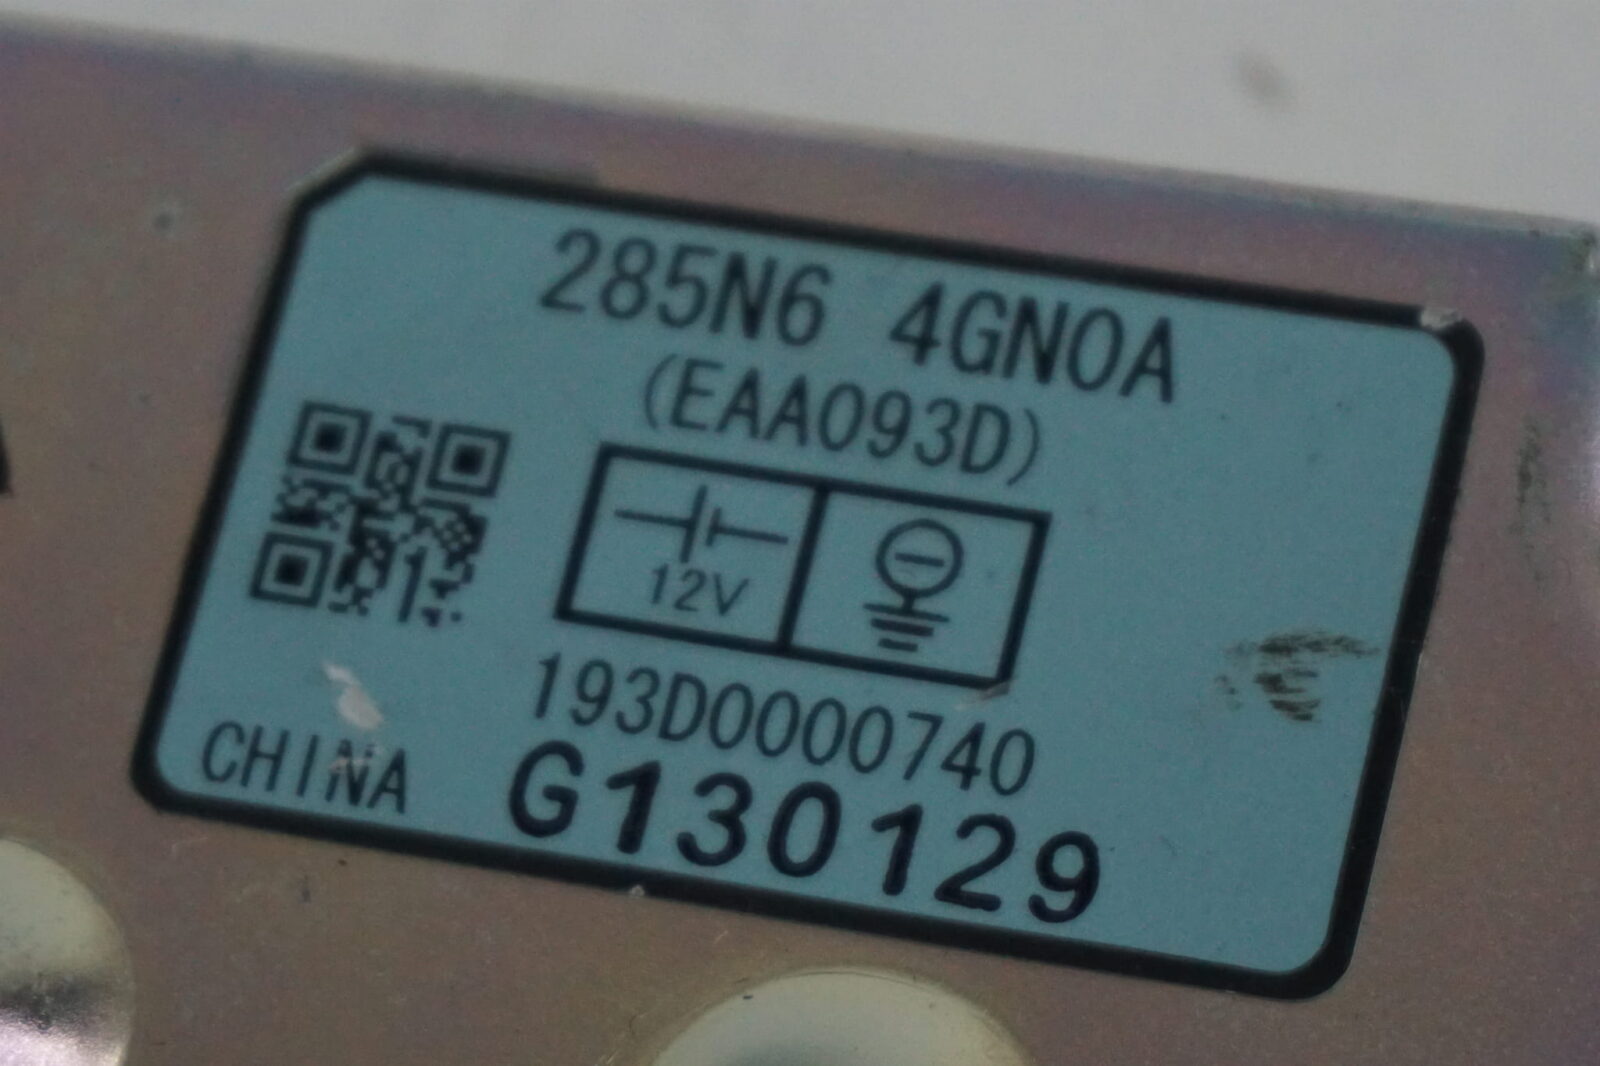 285N6 4GN0A
(EAA093D)
12V
193D0000740
CHINA G130129